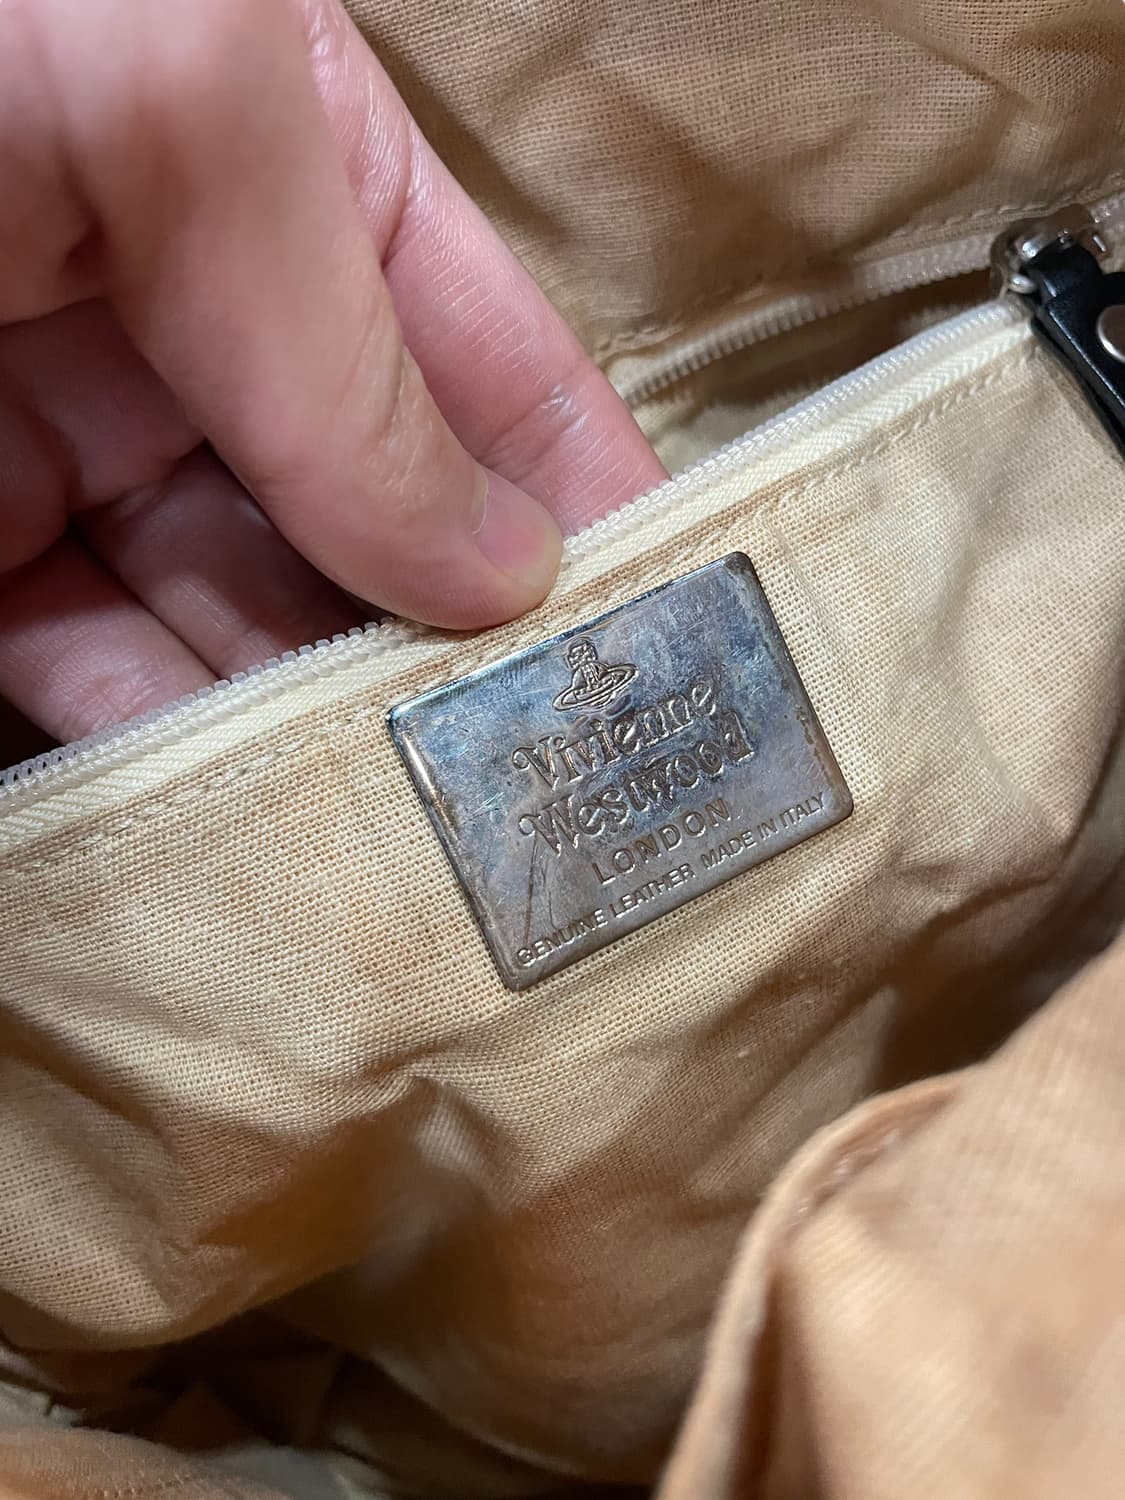 Vivienne
Westwood
LONDON
GENUINE LEATHER MADE IN ITALY